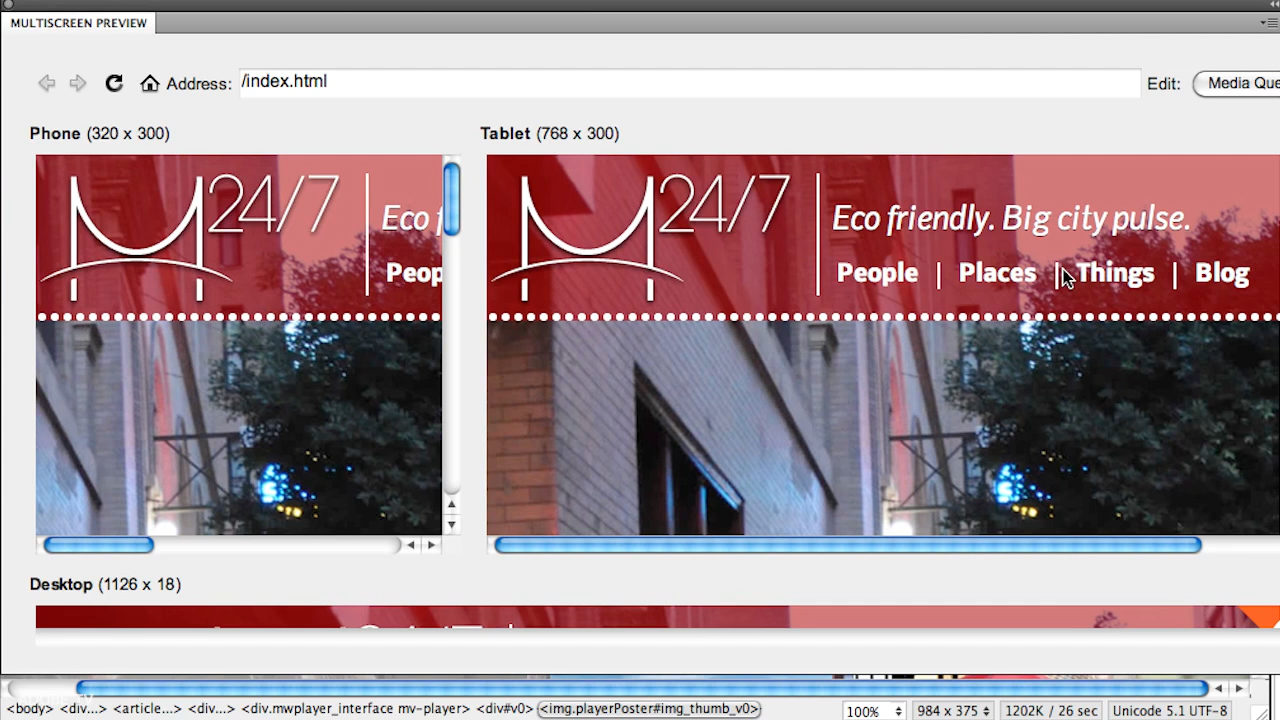 MULTISCREEN PREVIEW
Address: /index.html Edit: Media Que
Phone (320 x 300) Tablet (768 x 300)
24/7 Eco f
Peop
24/7 Eco friendly. Big city pulse.
People | Places | Things | Blog
Desktop (1126 x 18)
<body> <div...> <article...> <div...> <div.mwplayer_interface mv-player> <div#v0> <img.playerPoster#img_thumb_v0> 100% 984 x 375 1202K / 26 sec Unicode 5.1 UTF-8